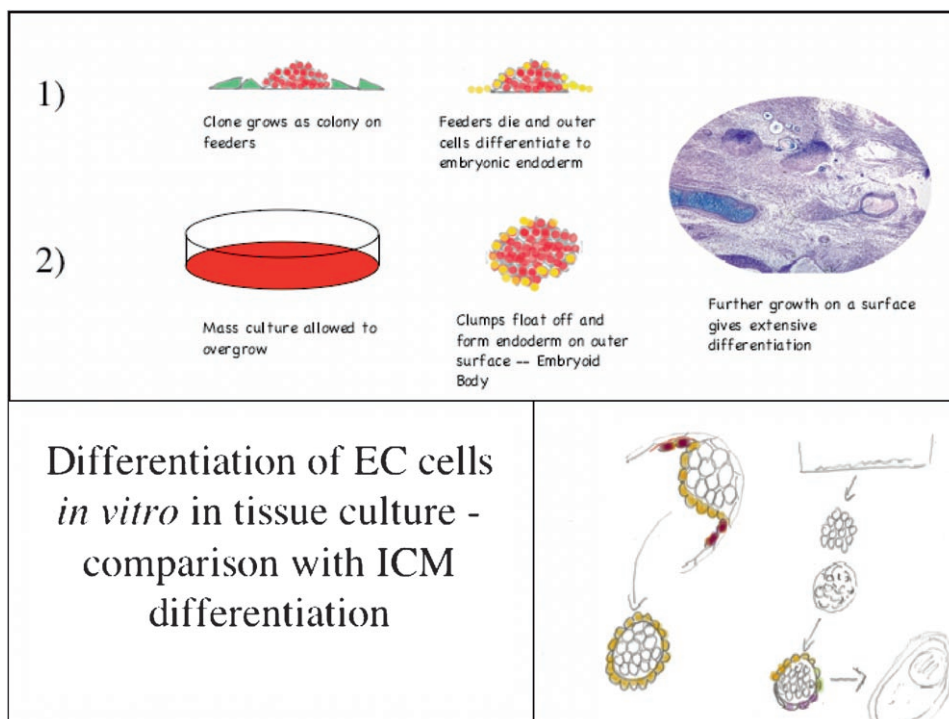 1)
Clone grows as colony on
feeders
Feeders die and outer
cells differentiate to
embryonic endoderm
2)
Mass culture allowed to
overgrow
Clumps float off and
form endoderm on outer
surface -- Embryoid
Body
Further growth on a surface
gives extensive
differentiation
Differentiation of EC cells
in vitro in tissue culture -
comparison with ICM
differentiation